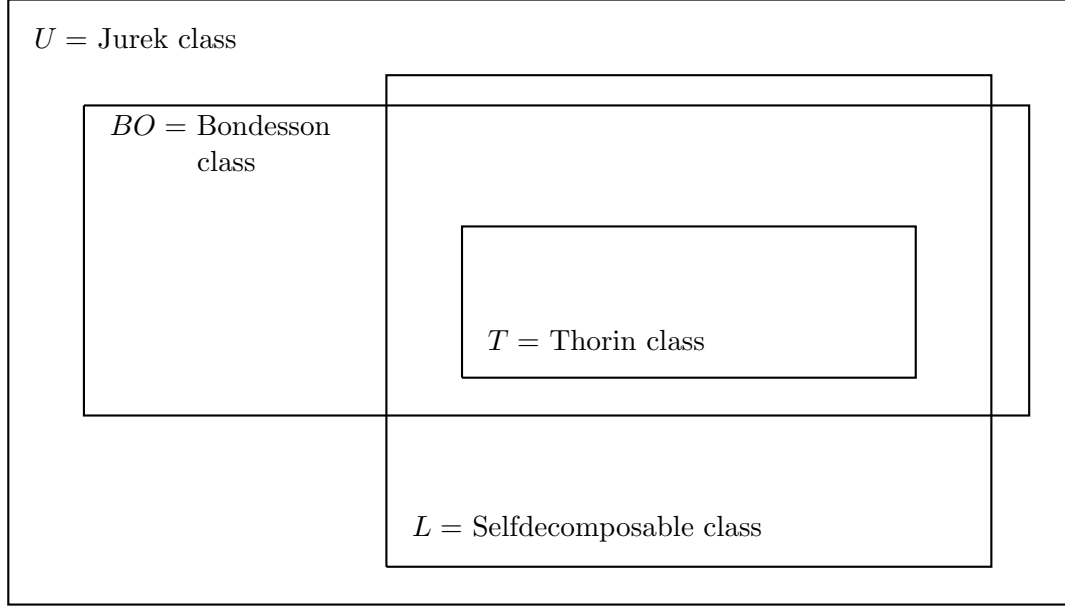 U = Jurek class
BO = Bondesson
class
T = Thorin class
L = Selfdecomposable class